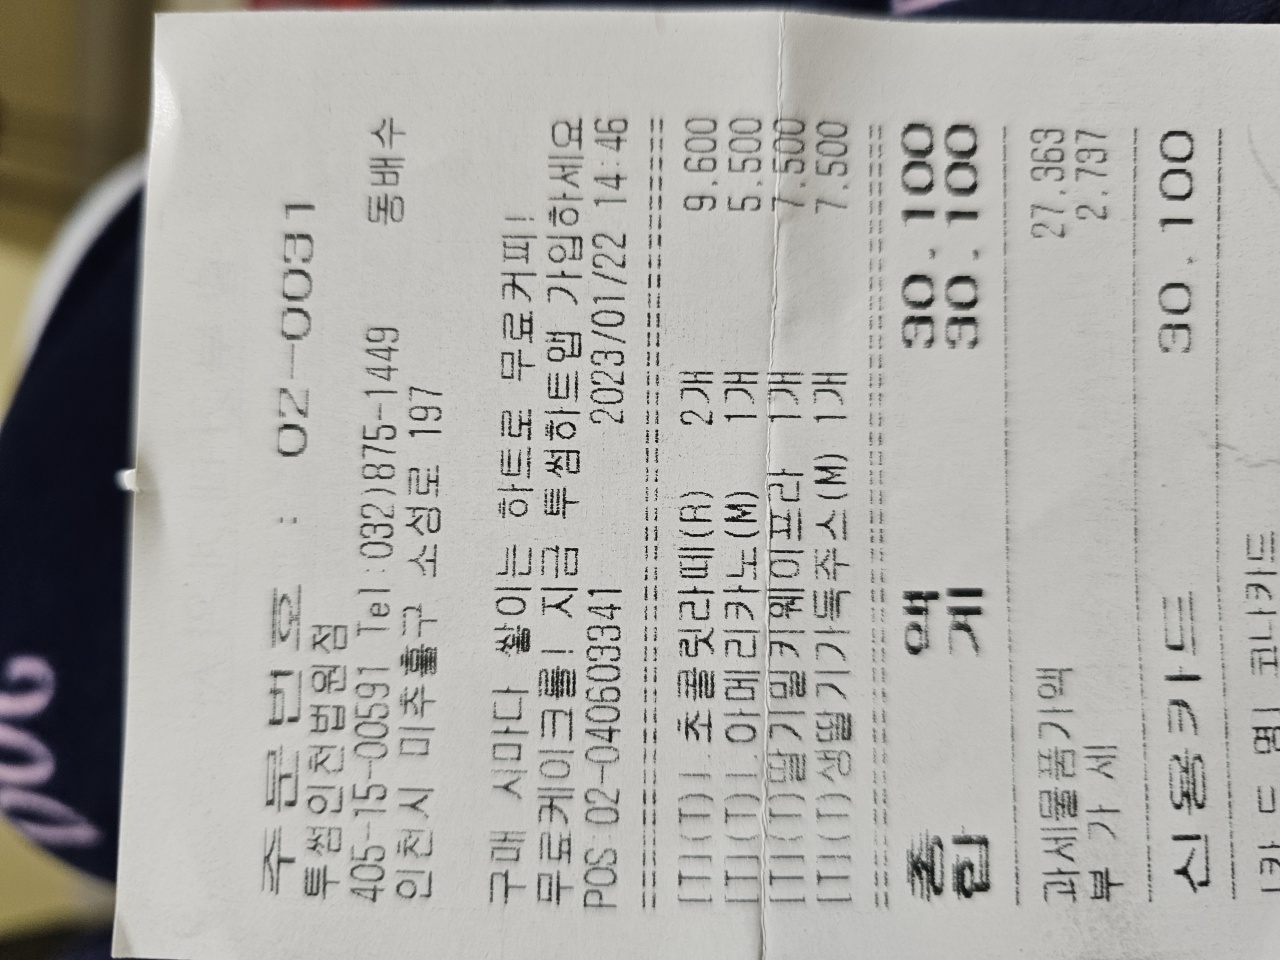 주문번호 : 02-0031
투썸인천법원점
405-15-00591 Tel:032)875-1449 동배수
인천시 미추홀구 소성로 197
구매 시마다 쌓이는 하트로 무료커피!
무료케이크를! 지금 투썸하트앱 가입하세요
POS 02-040603341 2023/01/22 14:46
[T](T)I.초콜릿라떼(R) 2개 9,600
[T](T)I.아메리카노(M) 1개 5,500
[T](T)딸기밀키웨이프라 1개 7,500
[T](T)생딸기가득주스(M) 1개 7,500
총 액 30,100
합 계 30,100
과세물품가액 27,363
부 가 세 2,737
신용카드 30,100